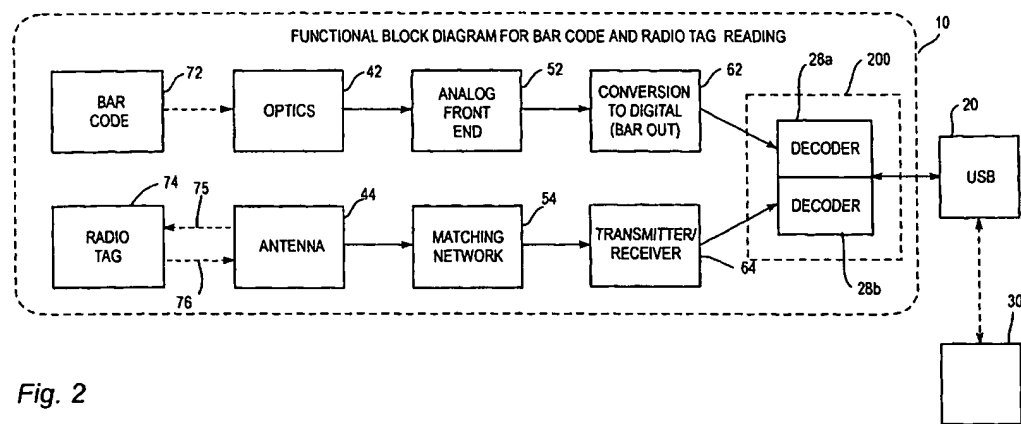 FUNCTIONAL BLOCK DIAGRAM FOR BAR CODE AND RADIO TAG READING
10
72
42
52
62
28a
200
20
BAR
CODE
OPTICS
ANALOG
FRONT
END
CONVERSION
TO DIGITAL
(BAR OUT)
DECODER
DECODER
USB
74
75
44
54
RADIO
TAG
ANTENNA
MATCHING
NETWORK
TRANSMITTER/
RECEIVER
64
76
28b
30
Fig. 2